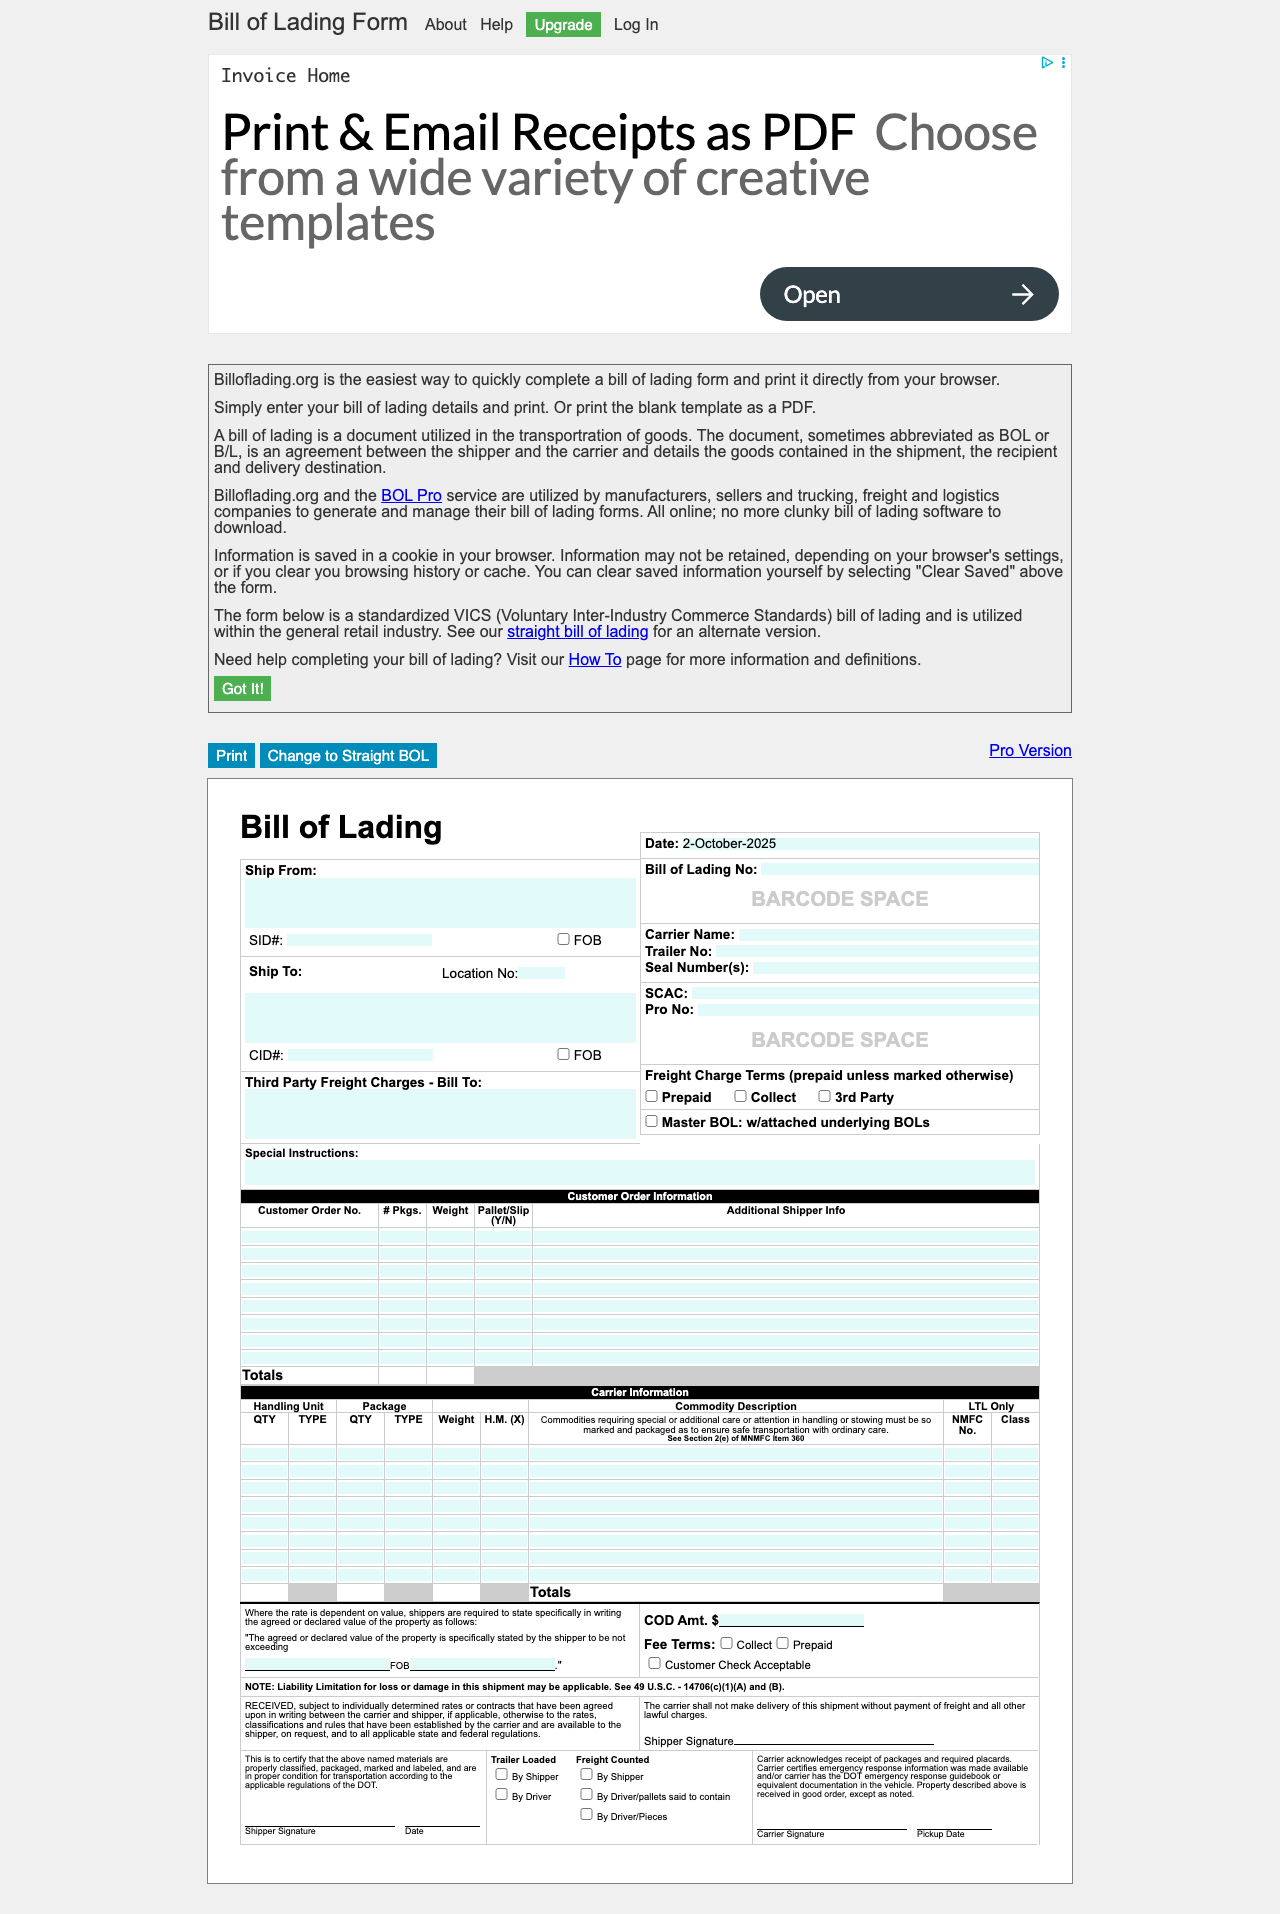 Bill of Lading Form About Help Upgrade Log In
Invoice Home
Print & Email Receipts as PDF Choose
from a wide variety of creative
templates
Open
Billoflading.org is the easiest way to quickly complete a bill of lading form and print it directly from your browser.
Simply enter your bill of lading details and print. Or print the blank template as a PDF.
A bill of lading is a document utilized in the transportration of goods. The document, sometimes abbreviated as BOL or
B/L, is an agreement between the shipper and the carrier and details the goods contained in the shipment, the recipient
and delivery destination.
Billoflading.org and the BOL Pro service are utilized by manufacturers, sellers and trucking, freight and logistics
companies to generate and manage their bill of lading forms. All online; no more clunky bill of lading software to
download.
Information is saved in a cookie in your browser. Information may not be retained, depending on your browser's settings,
or if you clear you browsing history or cache. You can clear saved information yourself by selecting "Clear Saved" above
the form.
The form below is a standardized VICS (Voluntary Inter-Industry Commerce Standards) bill of lading and is utilized
within the general retail industry. See our straight bill of lading for an alternate version.
Need help completing your bill of lading? Visit our How To page for more information and definitions.
Got It!
Print Change to Straight BOL Pro Version
Bill of Lading
Date: 2-October-2025
Ship From:
Bill of Lading No:
BARCODE SPACE
SID#: FOB
Carrier Name:
Trailer No:
Seal Number(s):
Ship To: Location No:
SCAC:
Pro No:
BARCODE SPACE
CID#: FOB
Third Party Freight Charges - Bill To:
Freight Charge Terms (prepaid unless marked otherwise)
Prepaid Collect 3rd Party
Master BOL: w/attached underlying BOLs
Special Instructions:
Customer Order Information
Customer Order No. # Pkgs. Weight Pallet/Slip Additional Shipper Info
(Y/N)
Totals
Carrier Information
Handling Unit Package Commodity Description LTL Only
QTY TYPE QTY TYPE Weight H.M. (X) Commodities requiring special or additional care or attention in handling or stowing must be so NMFC Class
marked and packaged as to ensure safe transportation with ordinary care. No.
See Section 2(e) of MNMFC Item 360
Totals
Where the rate is dependent on value, shippers are required to state specifically in writing
the agreed or declared value of the property as follows:
"The agreed or declared value of the property is specifically stated by the shipper to be not
exceeding
FOB ."
COD Amt. $
Fee Terms: Collect Prepaid
Customer Check Acceptable
NOTE: Liability Limitation for loss or damage in this shipment may be applicable. See 49 U.S.C. - 14706(c)(1)(A) and (B).
RECEIVED, subject to individually determined rates or contracts that have been agreed
upon in writing between the carrier and shipper, if applicable, otherwise to the rates,
classifications and rules that have been established by the carrier and are available to the
shipper, on request, and to all applicable state and federal regulations.
The carrier shall not make delivery of this shipment without payment of freight and all other
lawful charges.
Shipper Signature
This is to certify that the above named materials are
properly classified, packaged, marked and labeled, and are
in proper condition for transportation according to the
applicable regulations of the DOT.
Shipper Signature Date
Trailer Loaded Freight Counted
By Shipper By Shipper
By Driver By Driver/pallets said to contain
By Driver/Pieces
Carrier acknowledges receipt of packages and required placards.
Carrier certifies emergency response information was made available
and/or carrier has the DOT emergency response guidebook or
equivalent documentation in the vehicle. Property described above is
received in good order, except as noted.
Carrier Signature Pickup Date